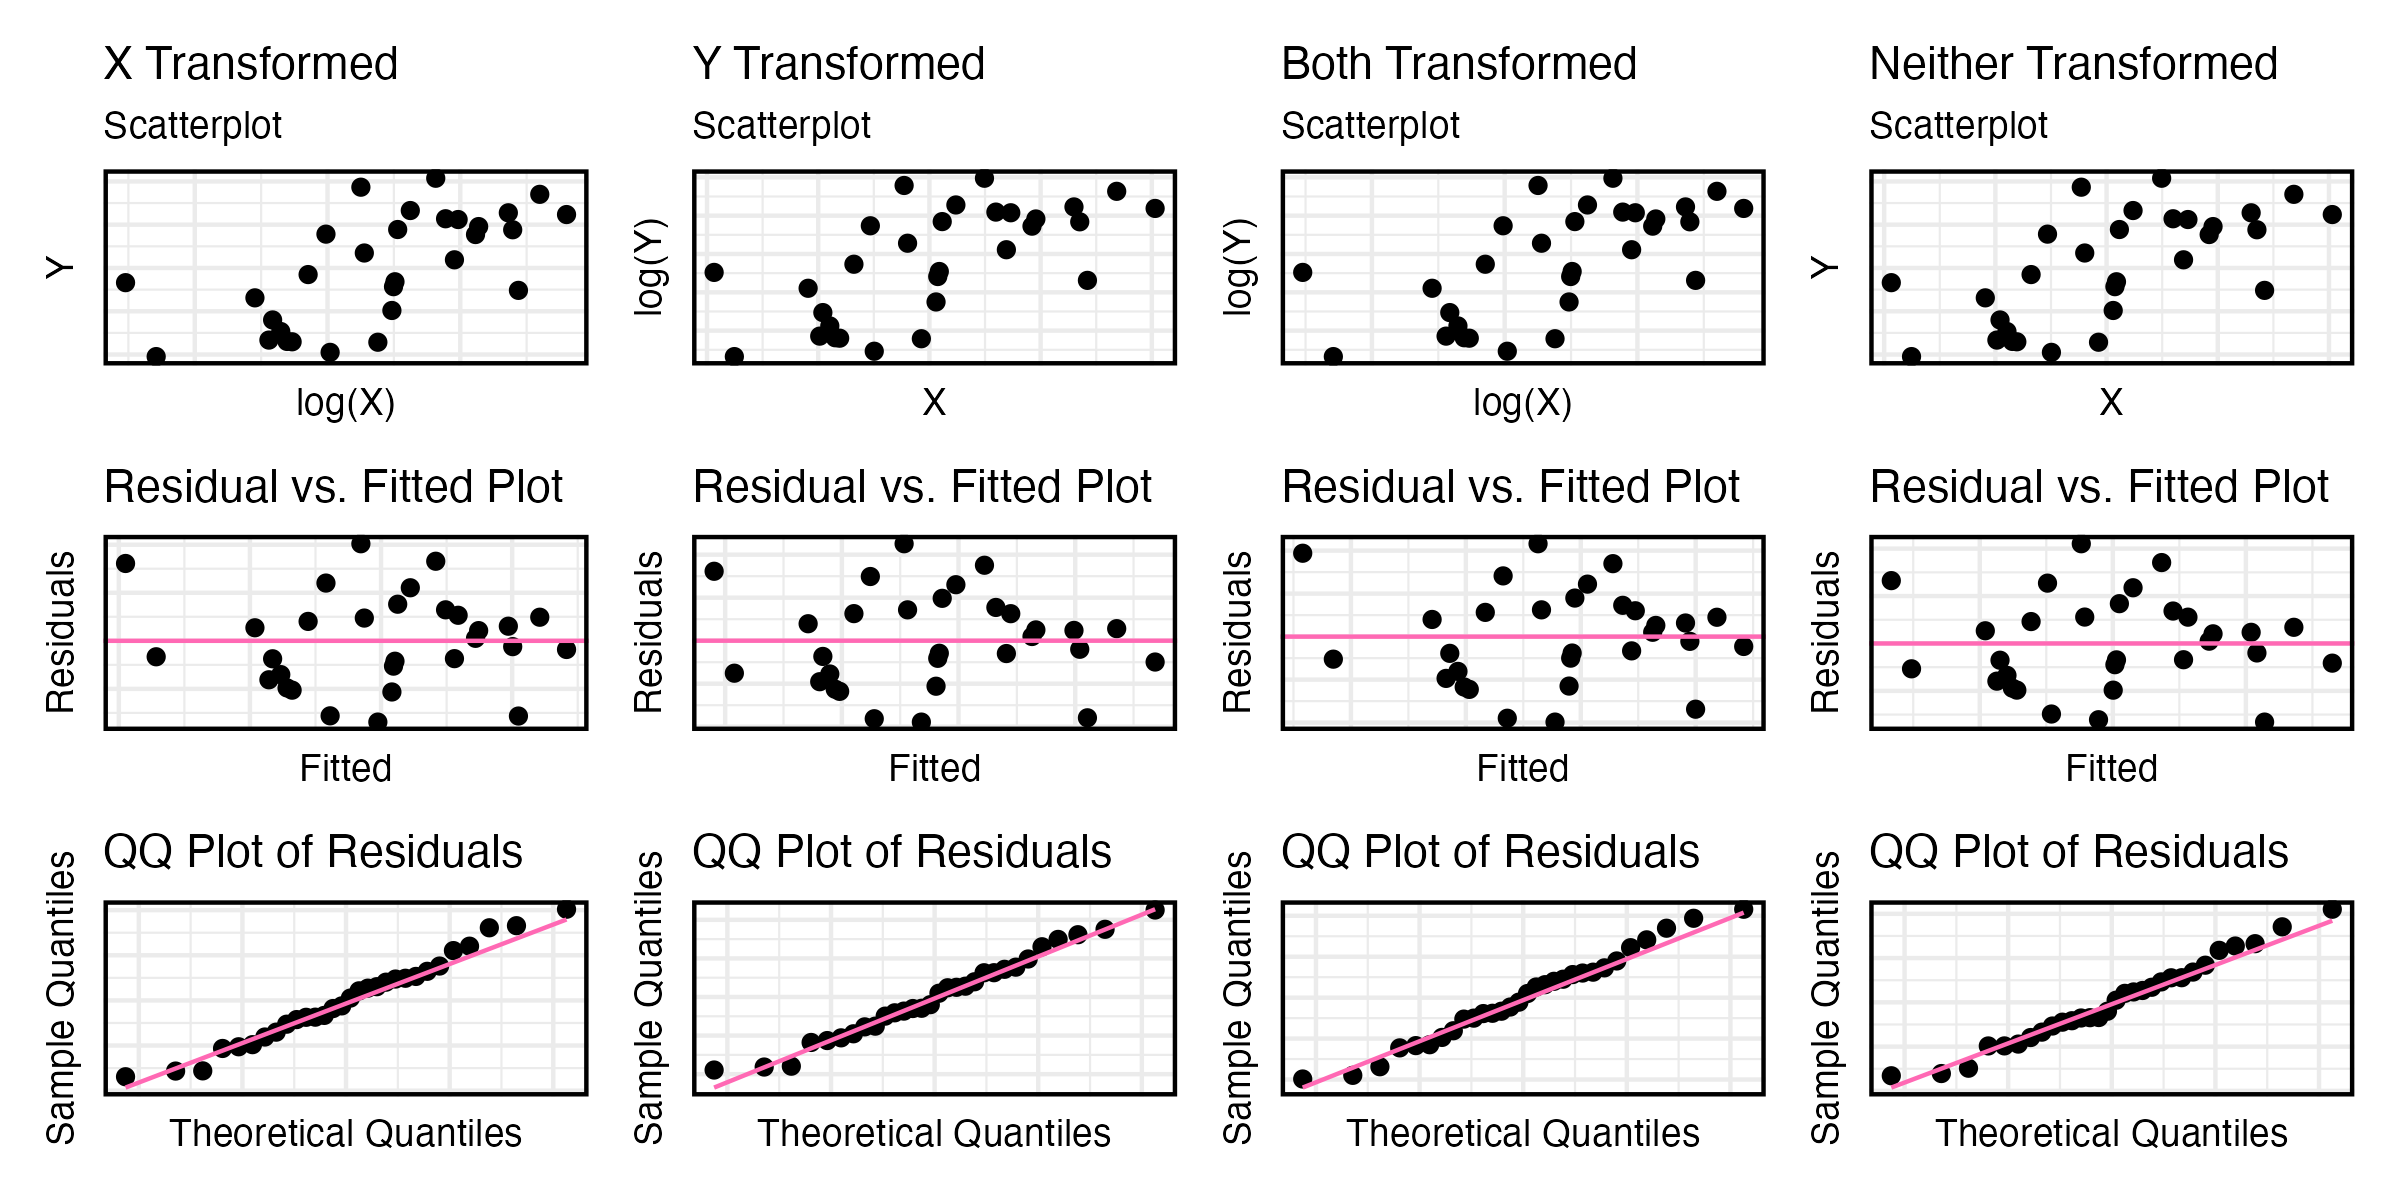 X Transformed
Scatterplot
Y
log(X)
Residual vs. Fitted Plot
Residuals
Fitted
QQ Plot of Residuals
Sample Quantiles
Theoretical Quantiles
Y Transformed
Scatterplot
log(Y)
X
Residual vs. Fitted Plot
Residuals
Fitted
QQ Plot of Residuals
Sample Quantiles
Theoretical Quantiles
Both Transformed
Scatterplot
log(Y)
log(X)
Residual vs. Fitted Plot
Residuals
Fitted
QQ Plot of Residuals
Sample Quantiles
Theoretical Quantiles
Neither Transformed
Scatterplot
Y
X
Residual vs. Fitted Plot
Residuals
Fitted
QQ Plot of Residuals
Sample Quantiles
Theoretical Quantiles